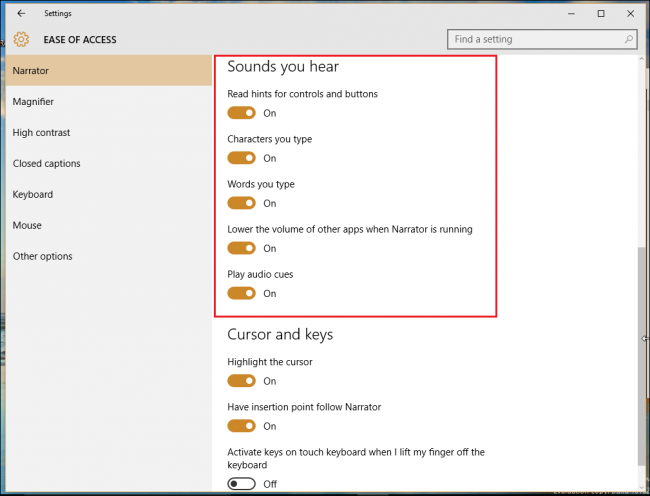 Settings
EASE OF ACCESS
Find a setting
Narrator
Magnifier
High contrast
Closed captions
Keyboard
Mouse
Other options
Sounds you hear
Read hints for controls and buttons
On
Characters you type
On
Words you type
On
Lower the volume of other apps when Narrator is running
On
Play audio cues
On
Cursor and keys
Highlight the cursor
On
Have insertion point follow Narrator
On
Activate keys on touch keyboard when I lift my finger off the
keyboard
Off